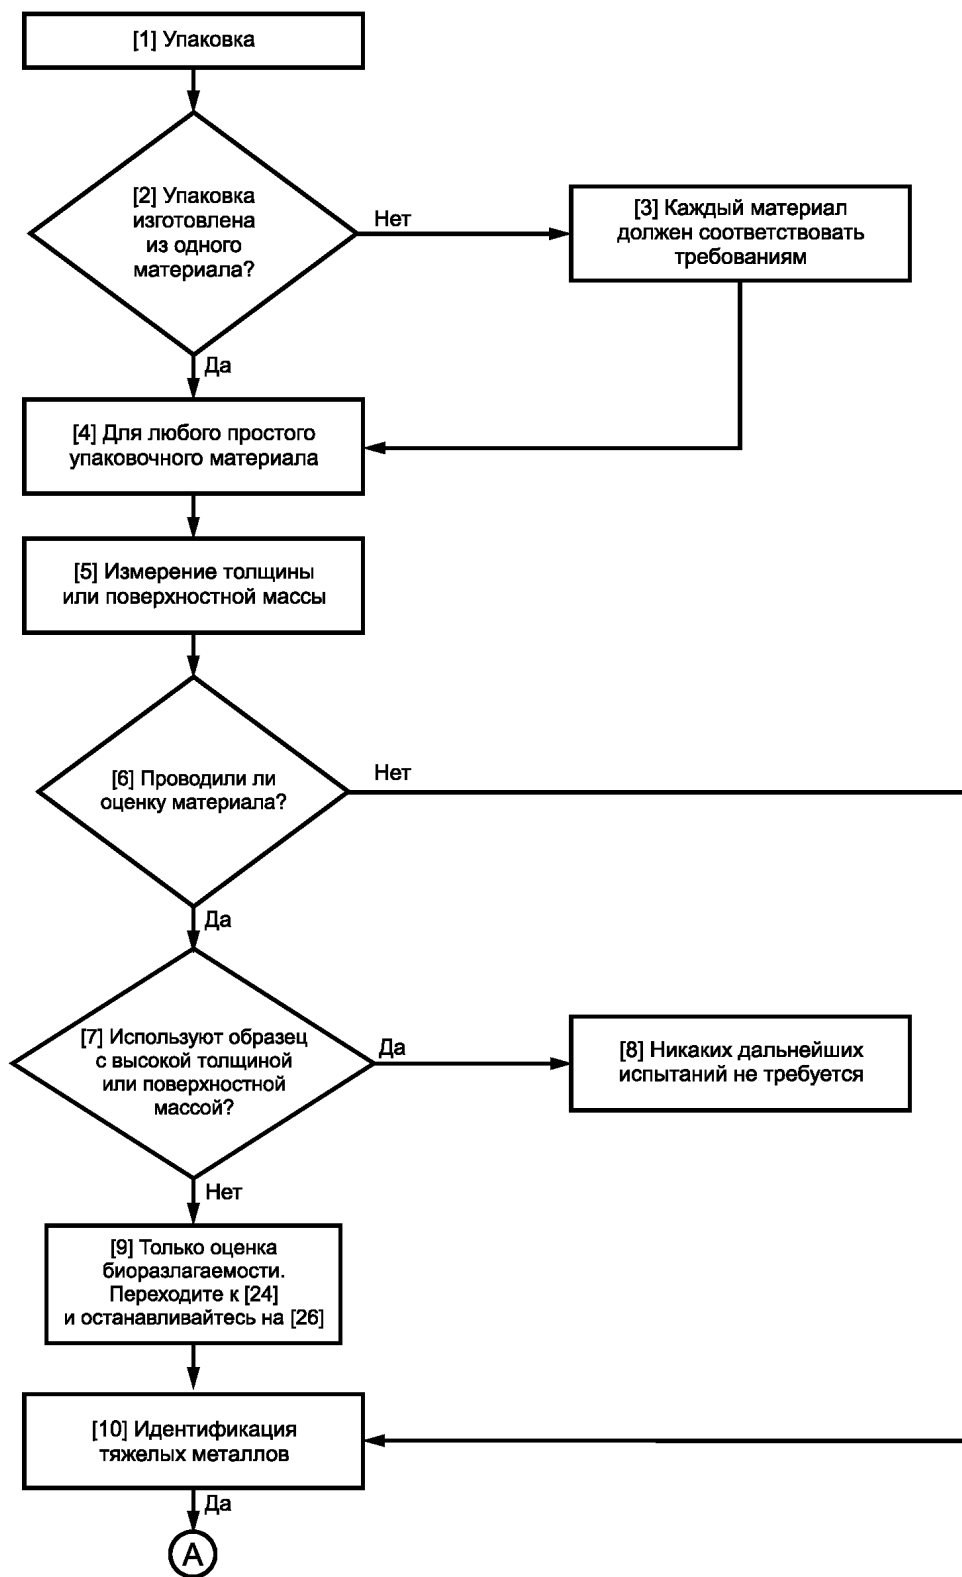 [1] Упаковка
[2] Упаковка
изготовлена
из одного
материала?
Нет
[3] Каждый материал
должен соответствовать
требованиям
Да
[4] Для любого простого
упаковочного материала
[5] Измерение толщины
или поверхностной массы
[6] Проводили ли
оценку материала?
Нет
Да
[7] Используют образец
с высокой толщиной
или поверхностной
массой?
Да
[8] Никаких дальнейших
испытаний не требуется
Нет
[9] Только оценка
биоразлагаемости.
Переходите к [24]
и останавливайтесь на [26]
[10] Идентификация
тяжелых металлов
Да
А